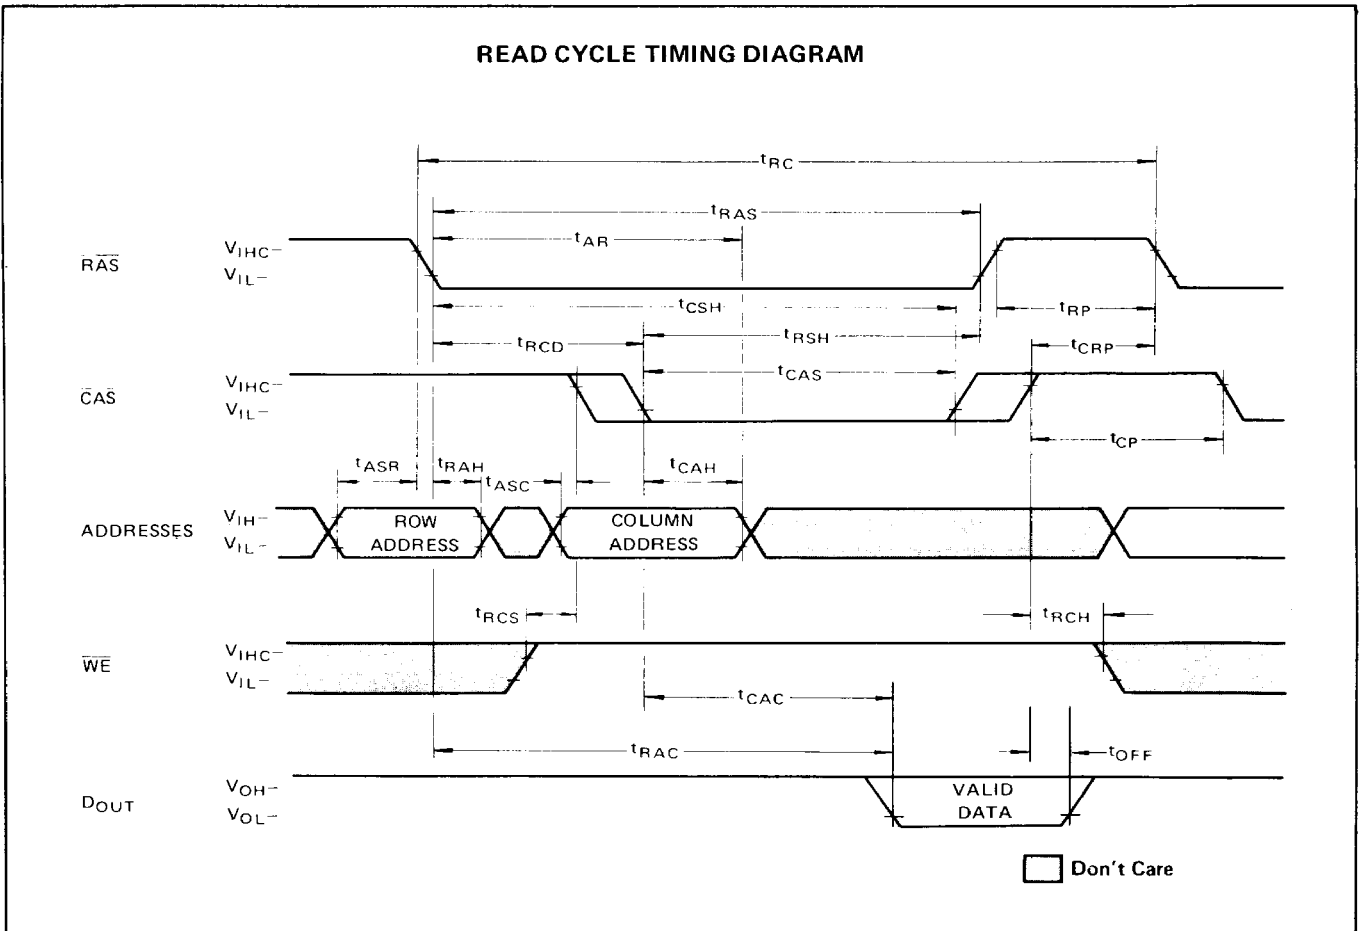 READ CYCLE TIMING DIAGRAM
tRC
tRAS
tAR
RAS
VIHC
VIL
tCSH
tRP
tRSH
tRCD
tCRP
tCAS
CAS
VIHC
VIL
tCP
tASR
tRAH
tCAH
tASC
ADDRESSES
VIH
VIL
ROW
ADDRESS
COLUMN
ADDRESS
tRCS
tRCH
WE
VIHC
VIL
tCAC
tRAC
tOFF
DOUT
VOH
VOL
VALID
DATA
Don't Care